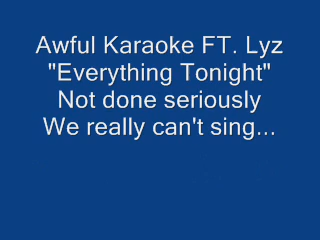 Awful Karaoke FT. Lyz
"Everything Tonight"
Not done seriously
We really can't sing...